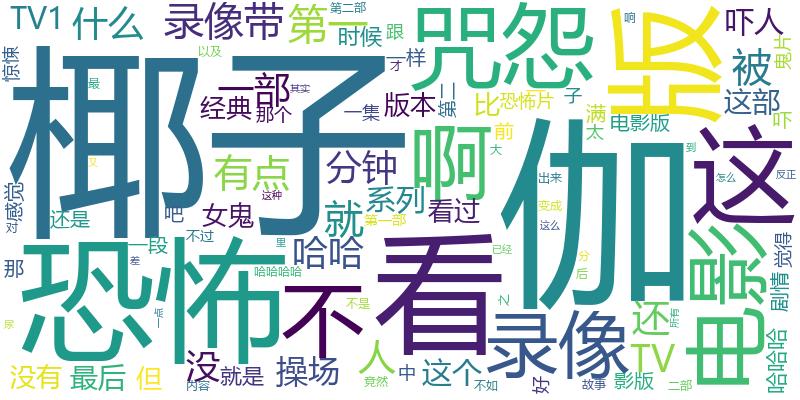 TV1
什么
录像带
第一
第二部
时候
跟
咒怨
版
吓人
惊悚
椰子
以及
一样
才
响
鬼片
一部
其实
被
最
经典
那个
一集
版本
第二
比
恐怖片
子
满
这部
太
电影版
吓
啊
前
伽
这
有点
分钟
大
到
怎么
反正
又
感觉
对
还是
吧
女鬼
这种
就
系列
看过
第一部
出来
变成
这么
电影
觉得
恐怖
一段
不过
里
哈哈
看
已经
分
后
那
差
哈哈哈哈
不
录像
之
剧情
所有
还
尿
一点
不是
没有
最后
但
没
就是
内容
操场
人
竟然
中
这个
不如
好
故事
影版
TV
二部
哈哈哈